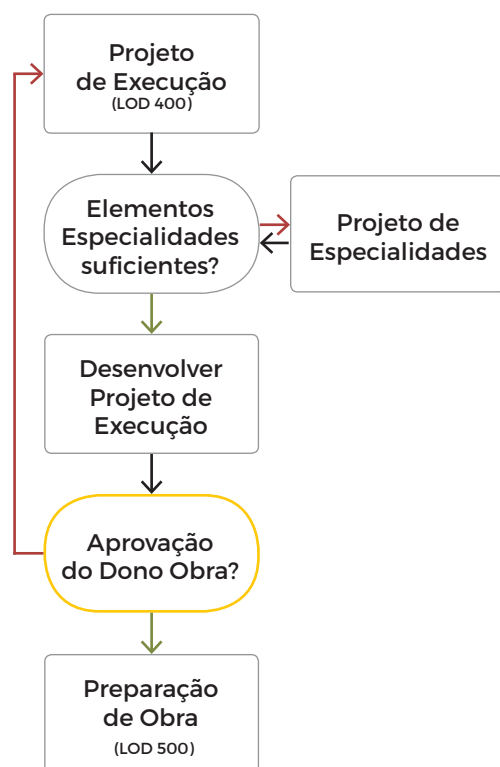 Projeto
de Execução
(LOD 400)
Elementos
Especialidades
suficientes?
Projeto de
Especialidades
Desenvolver
Projeto de
Execução
Aprovação
do Dono Obra?
Preparação
de Obra
(LOD 500)